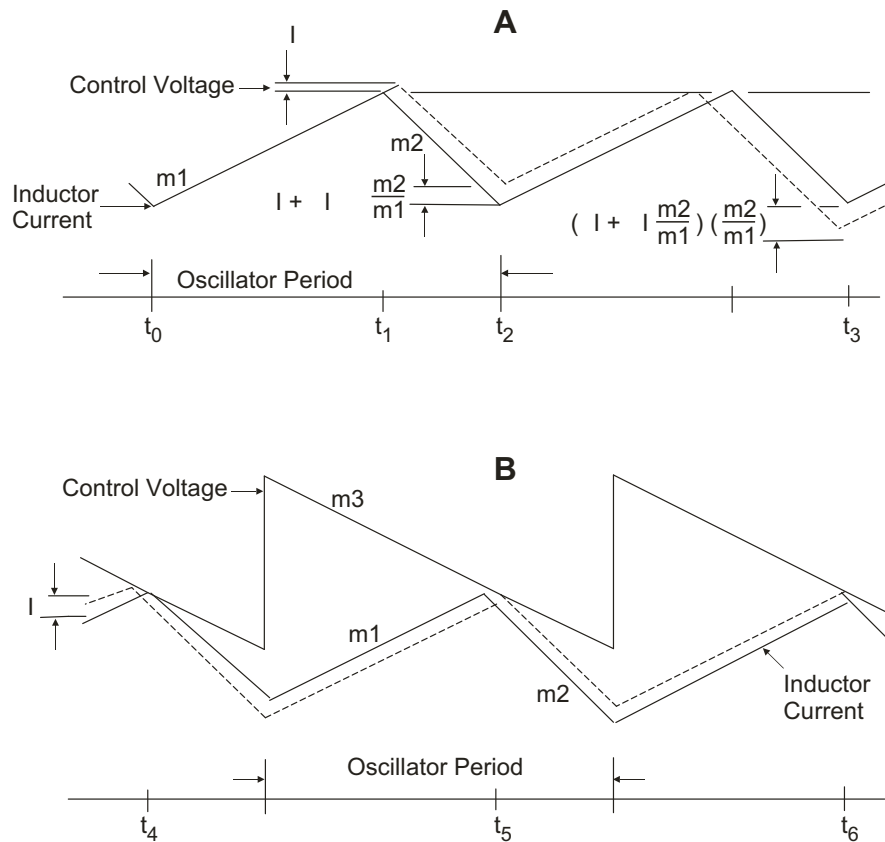 A
I
Control Voltage
m1
m2
Inductor
Current
I + I m2/m1
( I + I m2/m1 ) ( m2/m1 )
Oscillator Period
t0 t1 t2 t3
B
Control Voltage
m3
I
m1
m2
Inductor
Current
Oscillator Period
t4 t5 t6